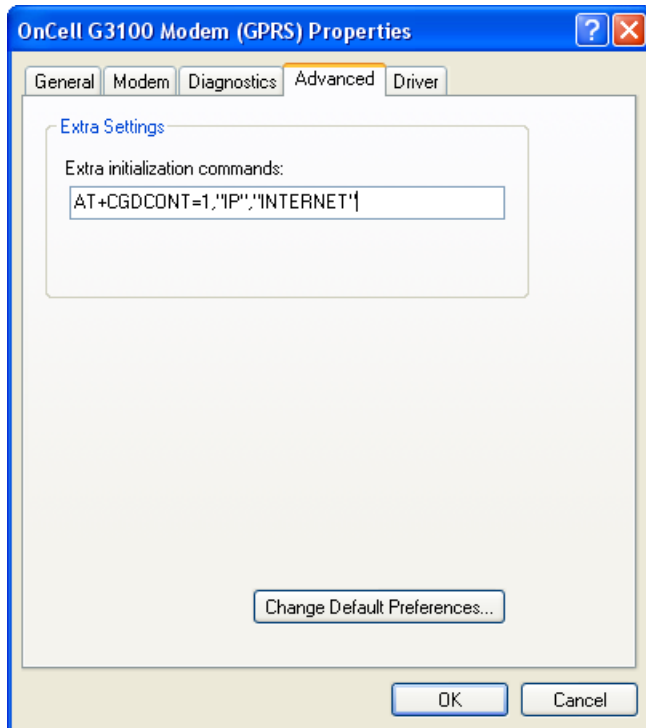 OnCell G3100 Modem (GPRS) Properties
General Modem Diagnostics Advanced Driver
Extra Settings
Extra initialization commands:
AT+CGDCONT=1,"IP","INTERNET"
Change Default Preferences...
OK Cancel